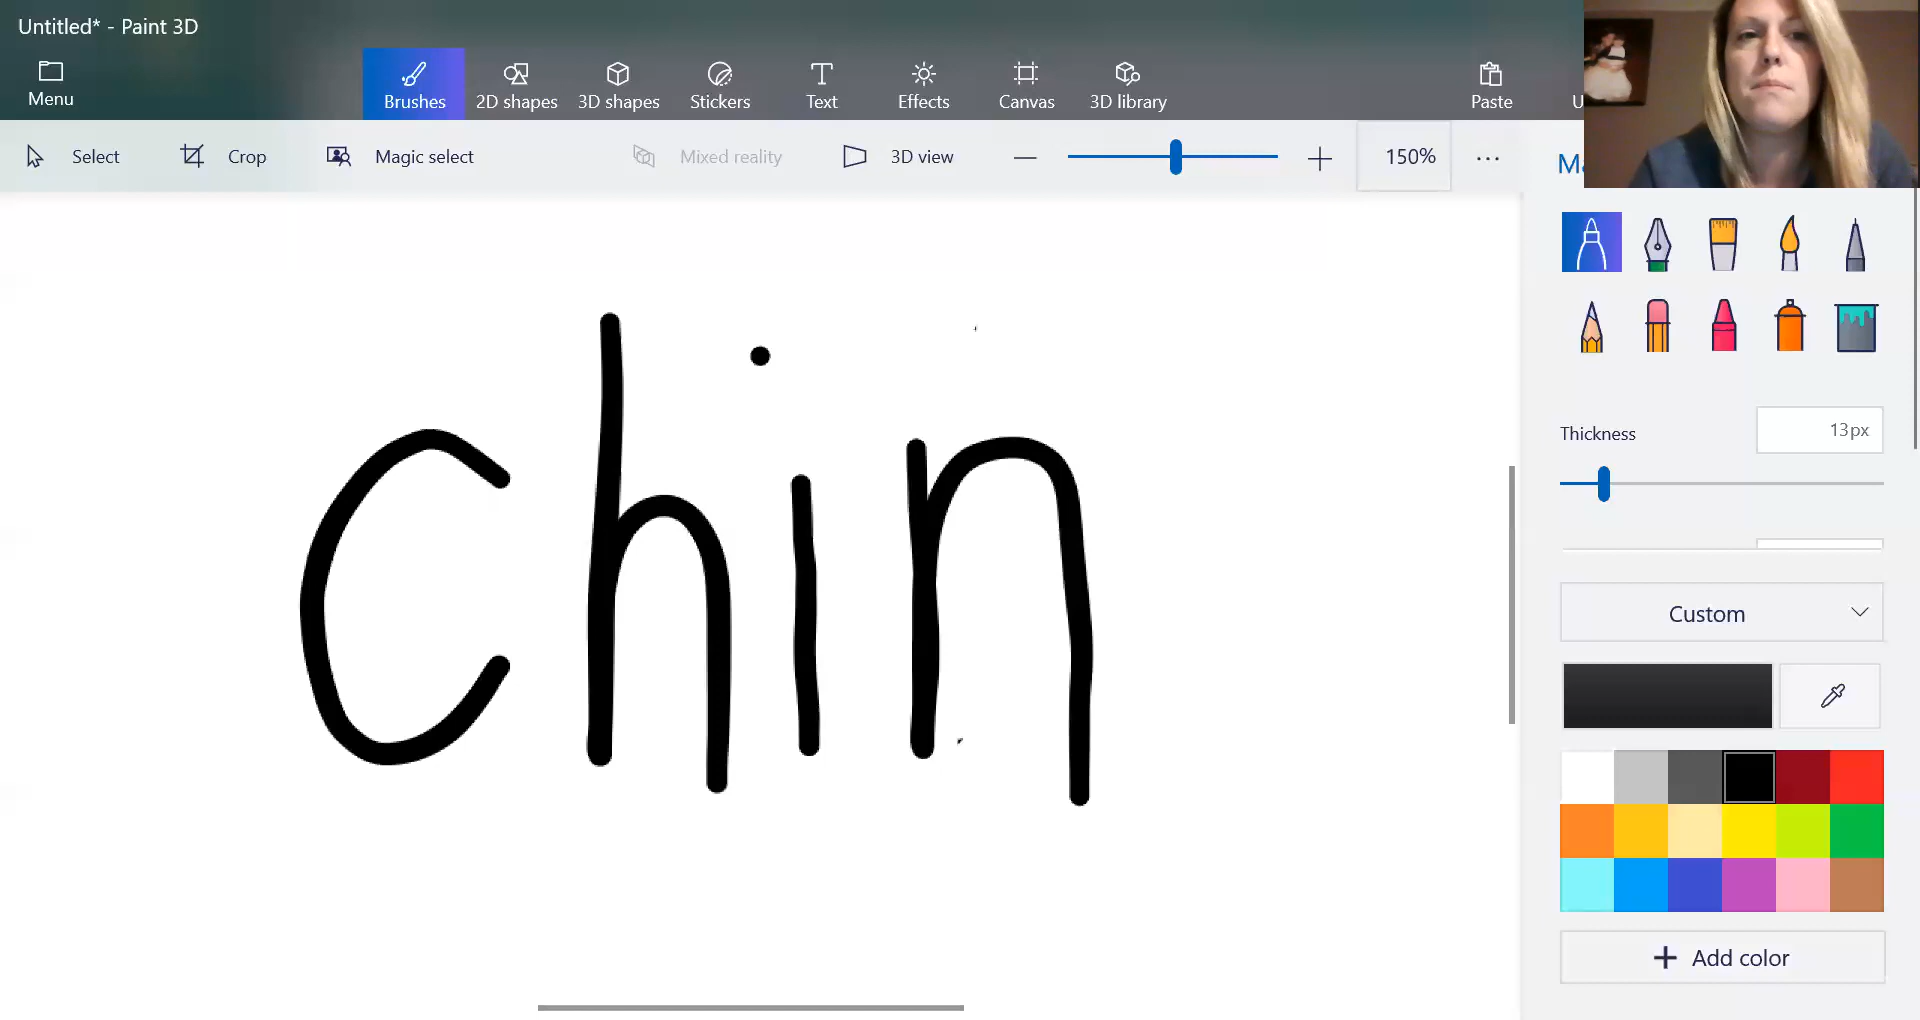 Untitled* - Paint 3D
Menu Brushes 2D shapes 3D shapes Stickers Text Effects Canvas 3D library Paste
Select Crop Magic select Mixed reality 3D view 150% ...
chin
Thickness 13px
Custom
Add color